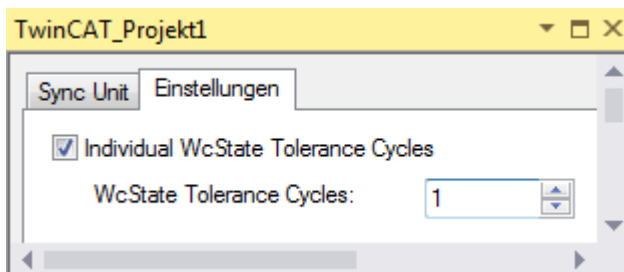 TwinCAT_Projekt1
Sync Unit Einstellungen
Individual WcState Tolerance Cycles
WcState Tolerance Cycles: 1